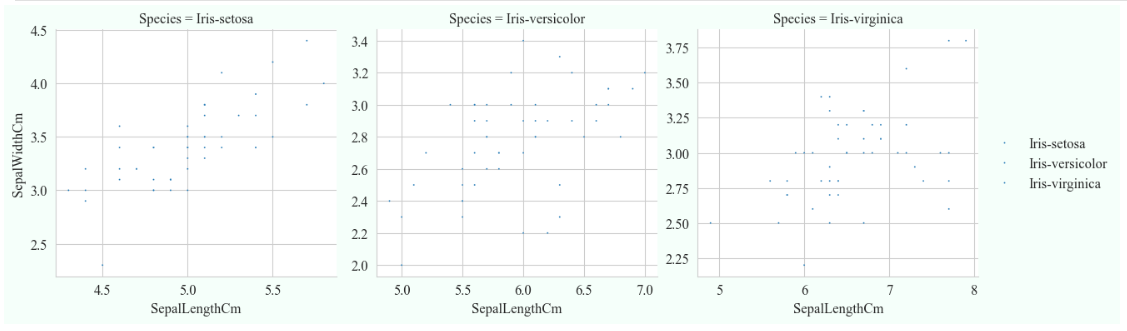 Species = Iris-setosa
Species = Iris-versicolor
Species = Iris-virginica
SepalWidthCm
4.5
4.0
3.5
3.0
2.5
4.5 5.0 5.5
SepalLengthCm
3.4
3.2
3.0
2.8
2.6
2.4
2.2
2.0
5.0 5.5 6.0 6.5 7.0
SepalLengthCm
3.75
3.50
3.25
3.00
2.75
2.50
2.25
5 6 7 8
SepalLengthCm
Iris-setosa
Iris-versicolor
Iris-virginica